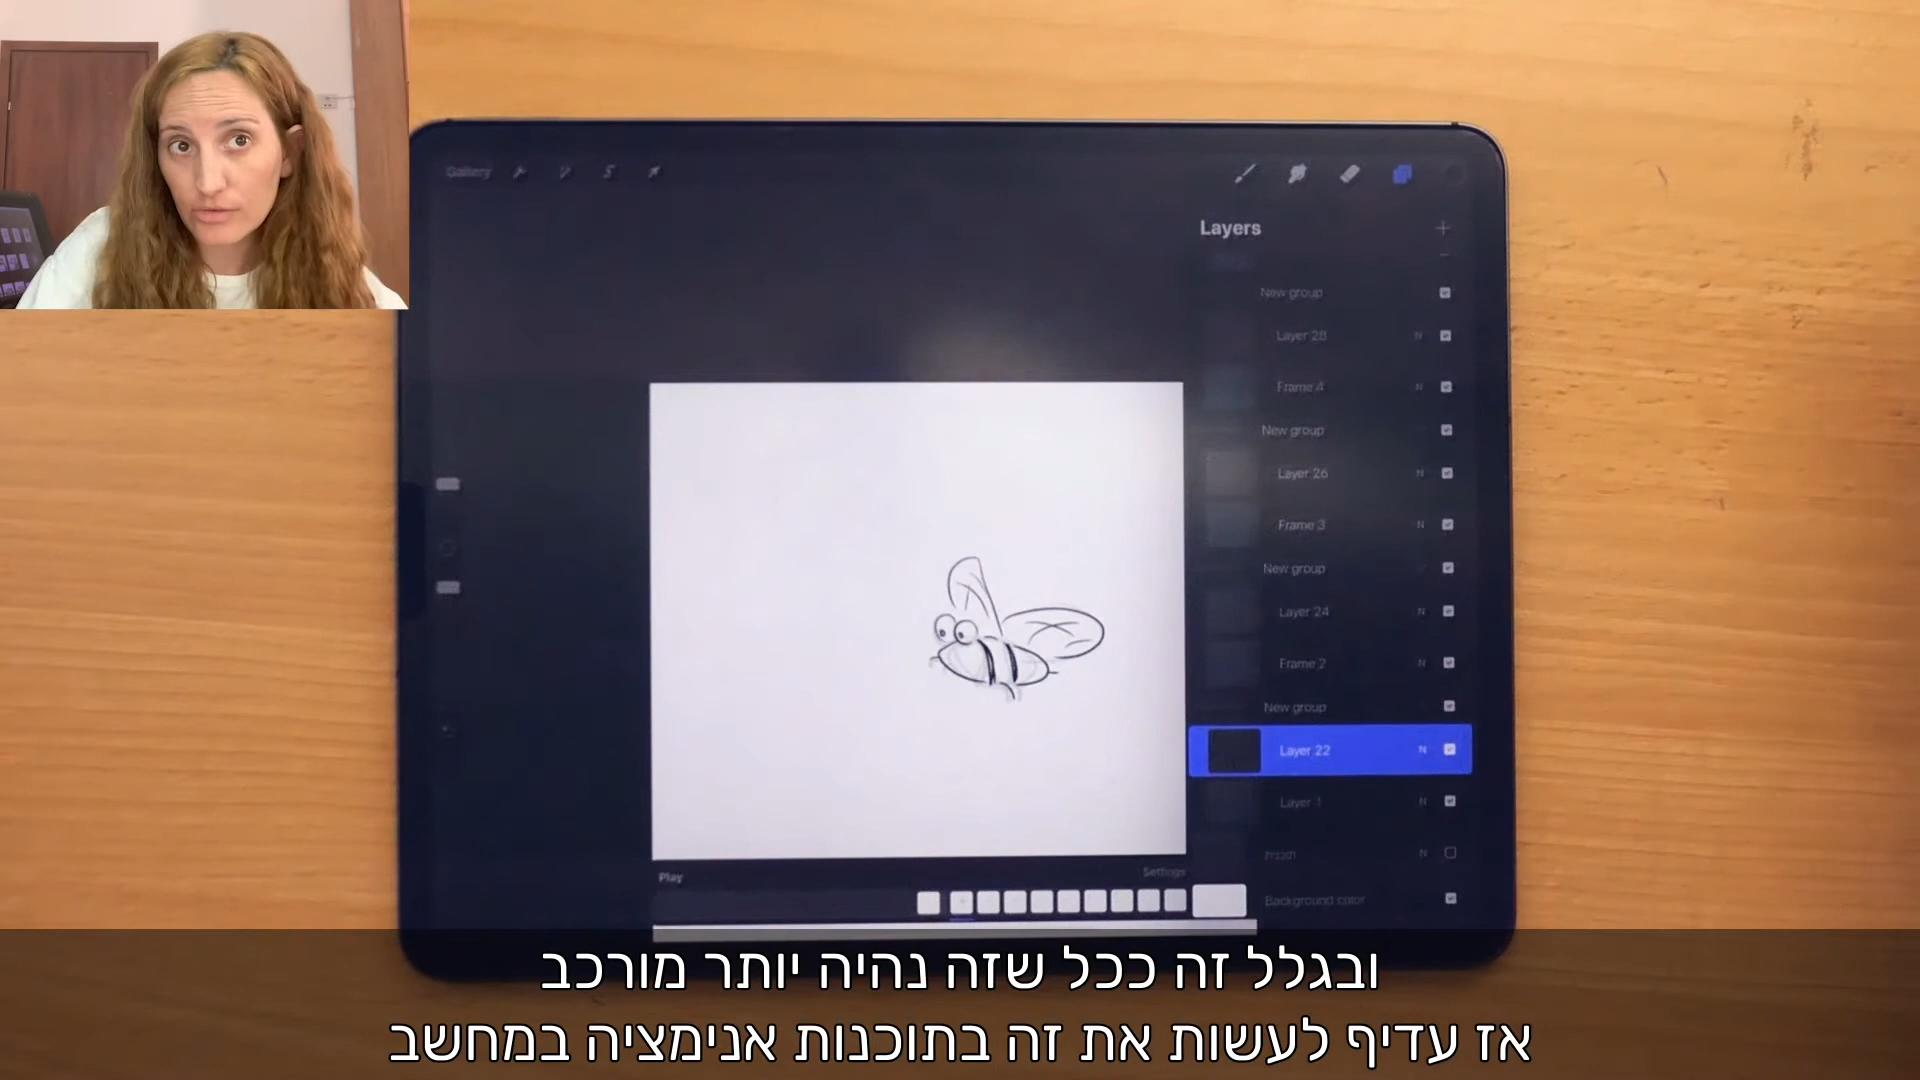 Gallery
Layers
New group
Layer 28
N
Frame 4
N
New group
Layer 26
N
Frame 3
N
New group
Layer 24
N
Frame 2
N
New group
Layer 22
N
Layer 1
N
N
Background color
Play
Settings
ובגלל זה ככל שזה נהיה יותר מורכב
אז עדיף לעשות את זה בתוכנות אנימציה במחשב